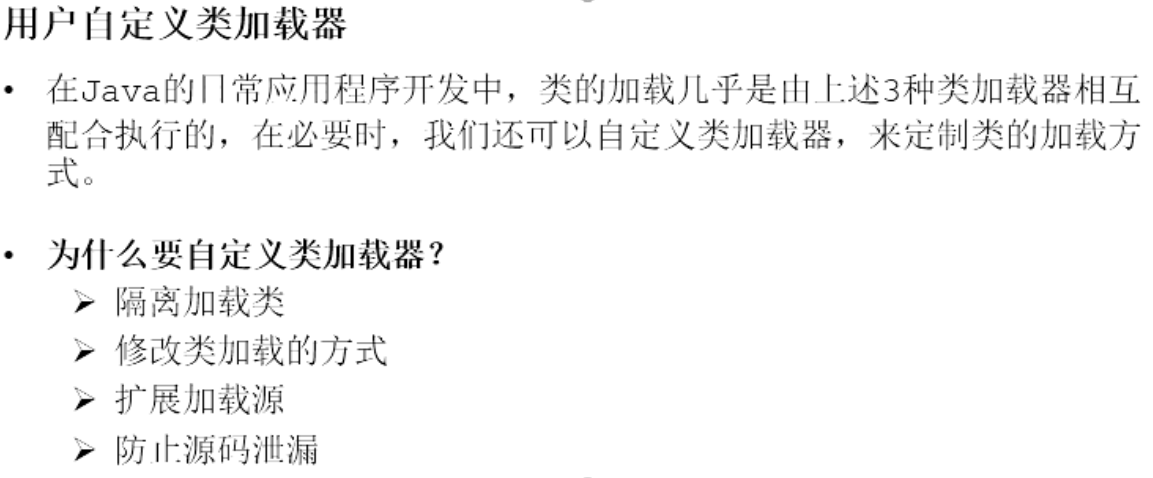 用户自定义类加载器
• 在Java的日常应用程序开发中，类的加载几乎是由上述3种类加载器相互
配合执行的，在必要时，我们还可以自定义类加载器，来定制类的加载方
式。
• 为什么要自定义类加载器？
➢ 隔离加载类
➢ 修改类加载的方式
➢ 扩展加载源
➢ 防止源码泄漏